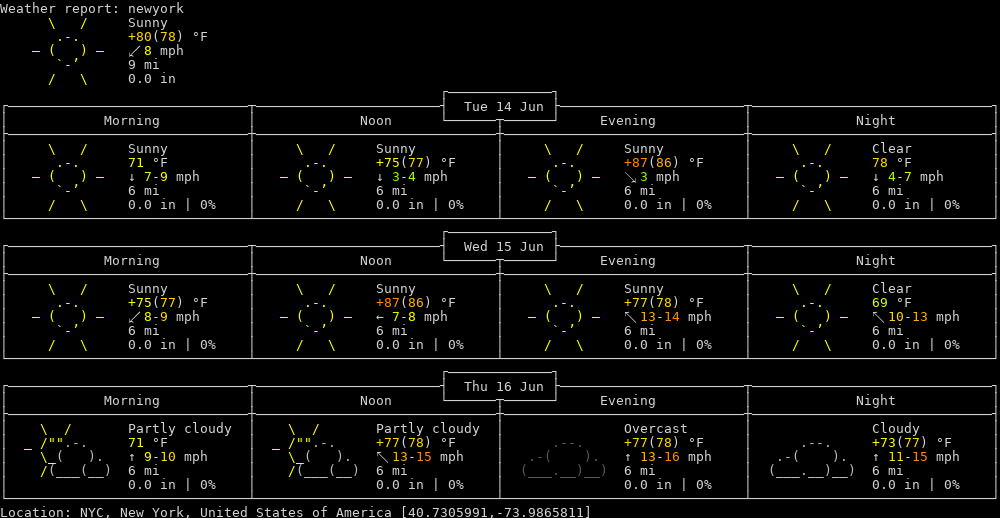 Weather report: newyork
Sunny
+80(78) °F
↙ 8 mph
9 mi
0.0 in
Tue 14 Jun
Morning Noon Evening Night
Sunny Sunny Sunny Clear
71 °F +75(77) °F +87(86) °F 78 °F
↓ 7-9 mph ↓ 3-4 mph ↘ 3 mph ↓ 4-7 mph
6 mi 6 mi 6 mi 6 mi
0.0 in | 0% 0.0 in | 0% 0.0 in | 0% 0.0 in | 0%
Wed 15 Jun
Morning Noon Evening Night
Sunny Sunny Sunny Clear
+75(77) °F +87(86) °F +77(78) °F 69 °F
↙ 8-9 mph ← 7-8 mph ↖ 13-14 mph ↖ 10-13 mph
6 mi 6 mi 6 mi 6 mi
0.0 in | 0% 0.0 in | 0% 0.0 in | 0% 0.0 in | 0%
Thu 16 Jun
Morning Noon Evening Night
Partly cloudy Partly cloudy Overcast Cloudy
71 °F +77(78) °F +77(78) °F +73(77) °F
↑ 9-10 mph ↖ 13-15 mph ↑ 13-16 mph ↑ 11-15 mph
6 mi 6 mi 6 mi 6 mi
0.0 in | 0% 0.0 in | 0% 0.0 in | 0% 0.0 in | 0%
Location: NYC, New York, United States of America [40.7305991,-73.9865811]